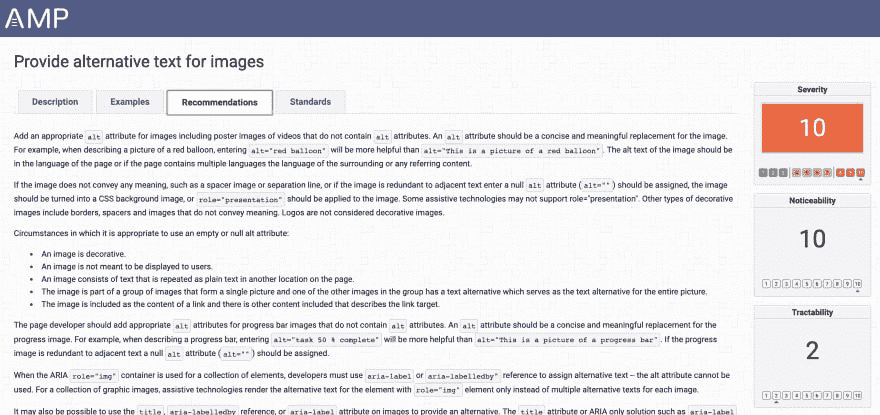 AMP
Provide alternative text for images
Description
Examples
Recommendations
Standards
Add an appropriate alt attribute for images including poster images of videos that do not contain alt attributes. An alt attribute should be a concise and meaningful replacement for the image.
For example, when describing a picture of a red balloon, entering alt="red balloon" will be more helpful than alt="This is a picture of a red balloon". The alt text of the image should be
in the language of the page or if the page contains multiple languages the language of the surrounding or any referring content.
If the image does not convey any meaning, such as a spacer image or separation line, or if the image is redundant to adjacent text enter a null alt attribute (alt="") should be assigned, the image
should be turned into a CSS background image, or role="presentation" should be applied to the image. Some assistive technologies may not support role="presentation". Other types of decorative
images include borders, spacers and images that do not convey meaning. Logos are not considered decorative images.
Circumstances in which it is appropriate to use an empty or null alt attribute:
• An image is decorative.
• An image is not meant to be displayed to users.
• An image consists of text that is repeated as plain text in another location on the page.
• The image is part of a group of images that form a single picture and one of the other images in the group has a text alternative which serves as the text alternative for the entire picture.
• The image is included as the content of a link and there is other content included that describes the link target.
The page developer should add appropriate alt attributes for progress bar images that do not contain alt attributes. An alt attribute should be a concise and meaningful replacement for the
progress image. For example, when describing a progress bar, entering alt="task 50 % complete" will be more helpful than alt="This is a picture of a progress bar". If the progress
image is redundant to adjacent text a null alt attribute (alt="") should be assigned.
When the ARIA role="img" container is used for a collection of elements, developers must use aria-label or aria-labelledby" reference to assign alternative text – the alt attribute cannot be
used. For a collection of graphic images, assistive technologies render the alternative text for the element with role="img" element only instead of multiple alternative texts for each image.
It may also be possible to use the title, aria-labelledby reference, or aria-label attribute on images to provide an alternative. The title attribute or ARIA only solution such as aria-label
Severity
10
1 2 3 4 5 6 7 8 9 10
Noticeability
10
1 2 3 4 5 6 7 8 9 10
Tractability
2
1 2 3 4 5 6 7 8 9 10